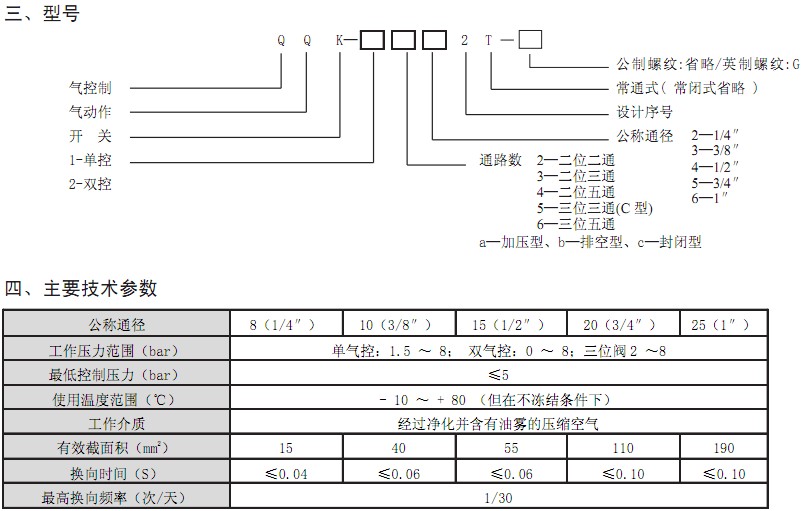 三、型号
Q Q K—□ □ □ 2 T—□
公制螺纹:省略/英制螺纹:G
气控制
常通式( 常闭式省略 )
气动作
设计序号
开 关
公称通径 2—1/4″
3—3/8″
4—1/2″
5—3/4″
6—1″
1-单控
2-双控
通路数 2—二位二通
3—二位三通
4—二位五通
5—三位三通(C 型)
6—三位五通
a—加压型、b—排空型、c—封闭型
四、主要技术参数
公称通径 8（1/4″） 10（3/8″） 15（1/2″） 20（3/4″） 25（1″）
工作压力范围（bar） 单气控：1.5 ～ 8； 双气控：0 ～ 8；三位阀2 ～8
最低控制压力（bar） ≤5
使用温度范围（℃） －10 ～ ＋80 （但在不冻结条件下）
工作介质 经过净化并含有油雾的压缩空气
有效截面积（mm²） 15 40 55 110 190
换向时间（S） ≤0.04 ≤0.06 ≤0.06 ≤0.10 ≤0.10
最高换向频率（次/天） 1/30